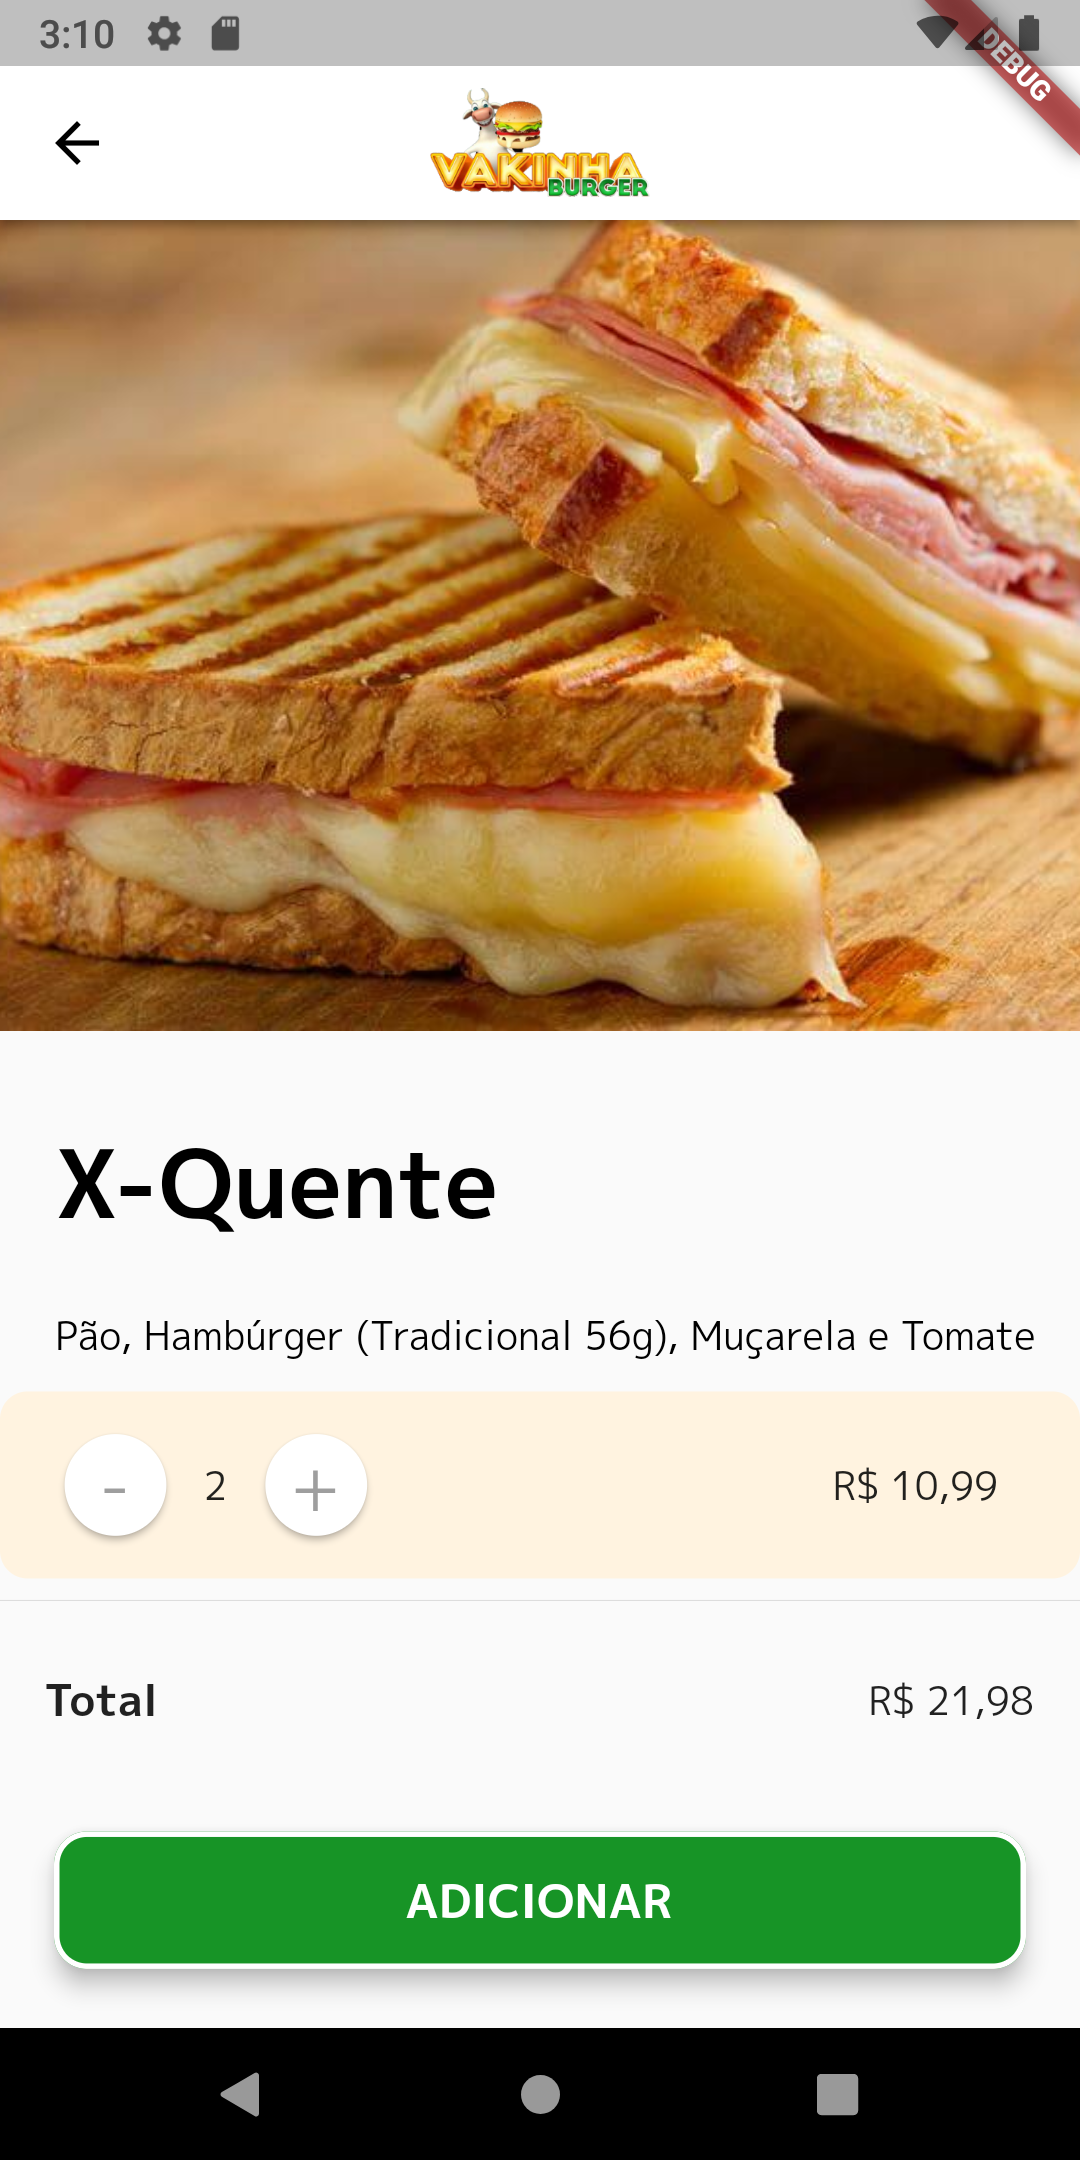 3:10
DEBUG
VAKINHA
BURGER
X-Quente
Pão, Hambúrger (Tradicional 56g), Muçarela e Tomate
- 2 + R$ 10,99
Total R$ 21,98
ADICIONAR